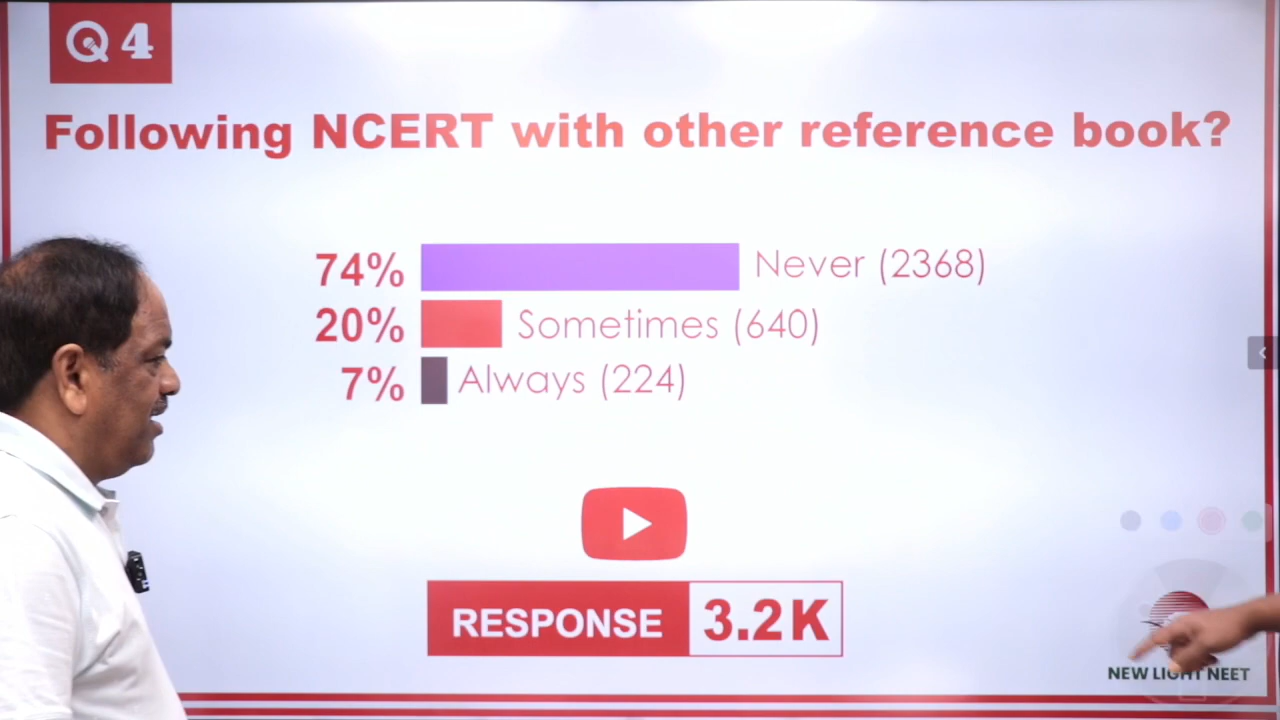 Q 4
Following NCERT with other reference book?
74% Never (2368)
20% Sometimes (640)
7% Always (224)
RESPONSE 3.2K
NEW LIGHT NEET